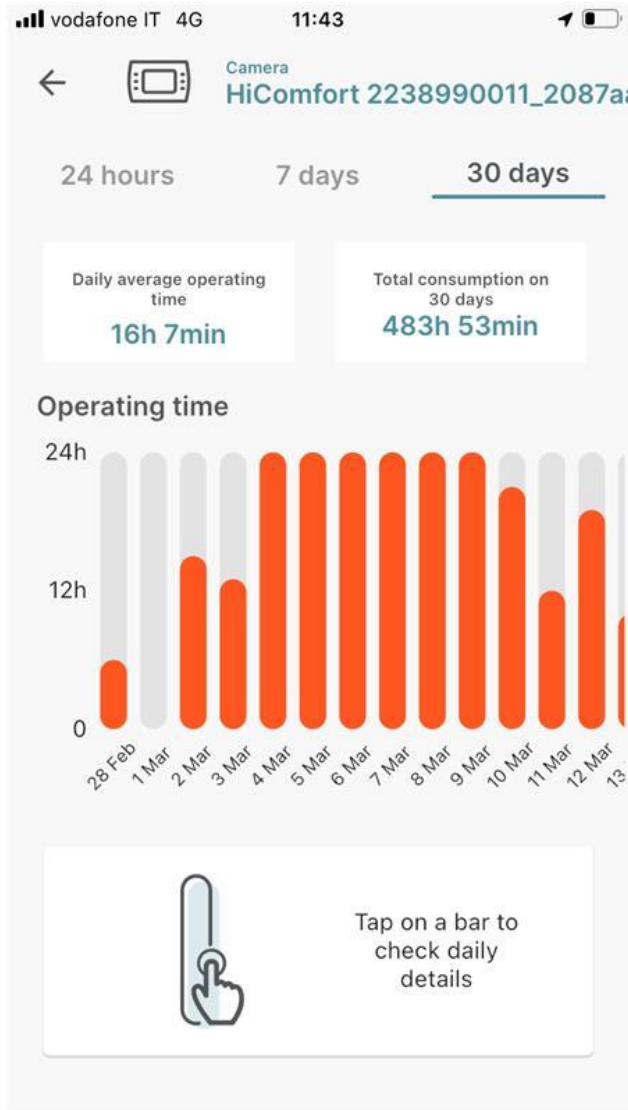 vodafone IT 4G 11:43
Camera
HiComfort 2238990011_2087aa
24 hours 7 days 30 days
Daily average operating
time
16h 7min
Total consumption on
30 days
483h 53min
Operating time
24h
12h
0
28 Feb 1 Mar 2 Mar 3 Mar 4 Mar 5 Mar 6 Mar 7 Mar 8 Mar 9 Mar 10 Mar 11 Mar 12 Mar 13
Tap on a bar to
check daily
details